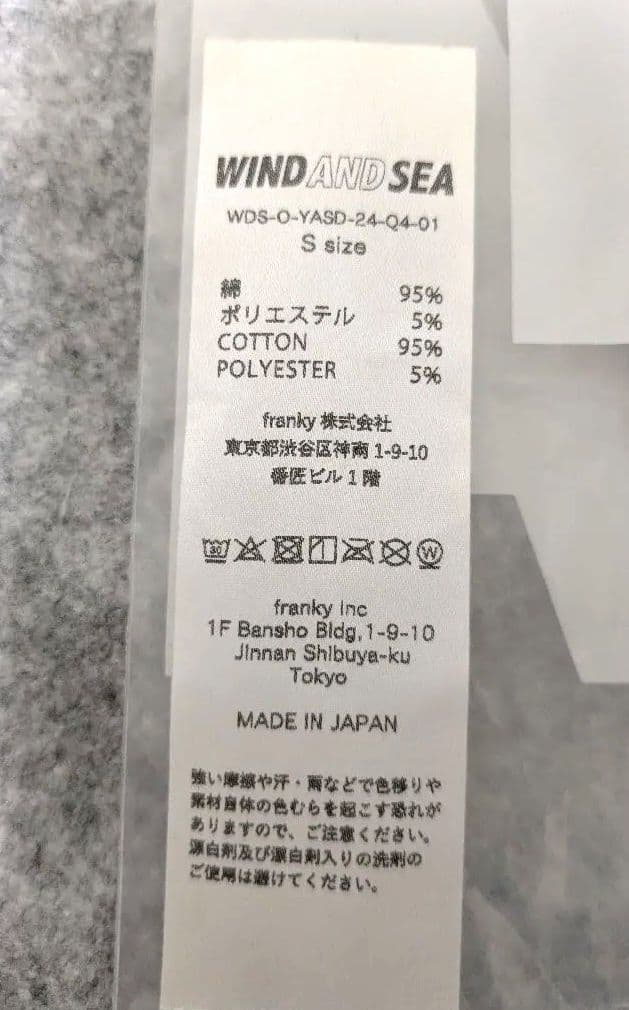 WIND AND SEA
WDS-O-YASD-24-Q4-01
S size
綿 95%
ポリエステル 5%
COTTON 95%
POLYESTER 5%
franky 株式会社
東京都渋谷区神南 1-9-10
番匠ビル 1 階
30 W
franky Inc
1F Bansho Bldg,1-9-10
Jinnan Shibuya-ku
Tokyo
MADE IN JAPAN
強い摩擦や汗・雨などで色移りや
素材自体の色むらを起こす恐れが
ありますので、ご注意ください。
漂白剤及び漂白剤入りの洗剤の
ご使用は避けてください。